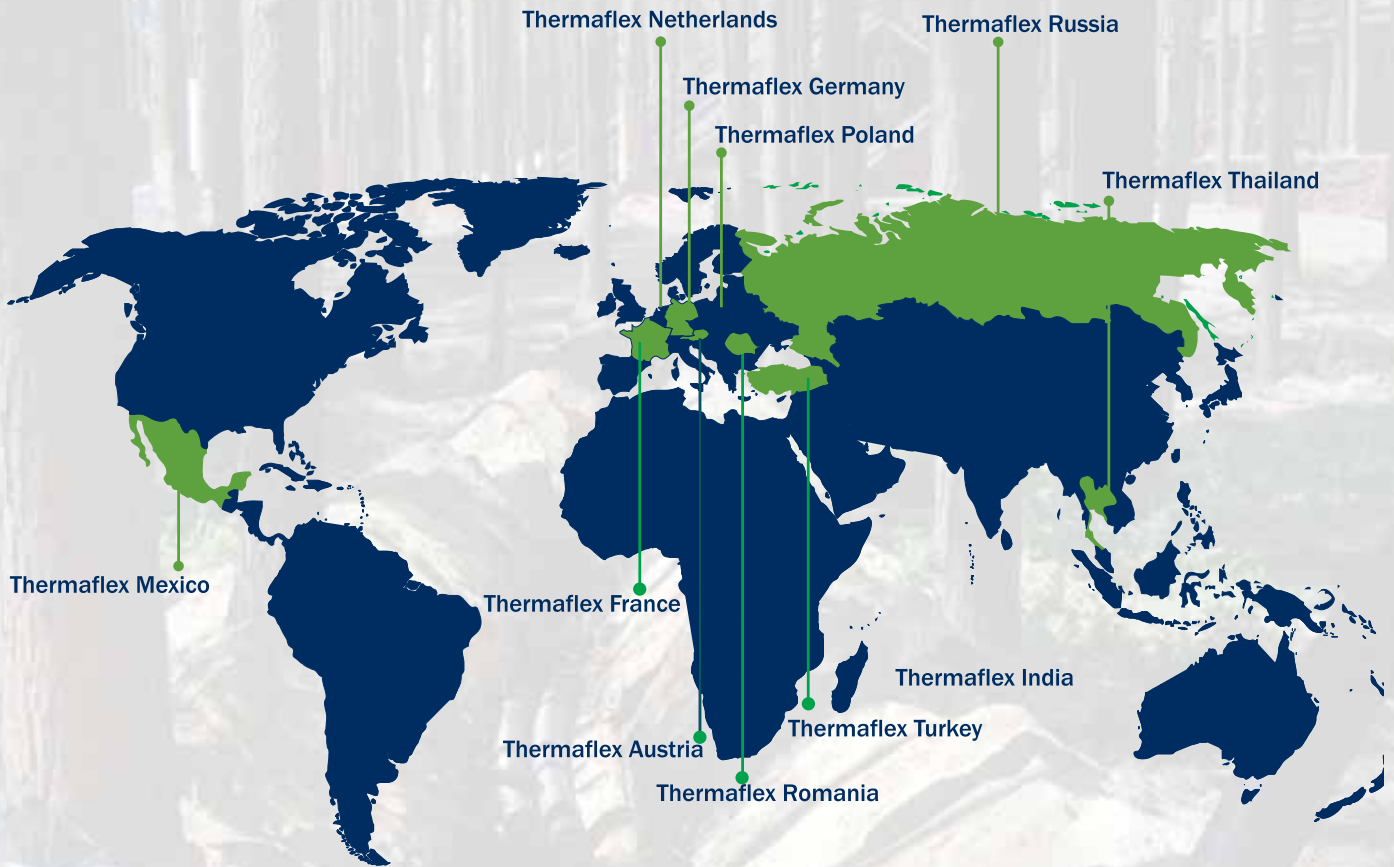 Thermaflex Netherlands
Thermaflex Russia
Thermaflex Germany
Thermaflex Poland
Thermaflex Thailand
Thermaflex Mexico
Thermaflex France
Thermaflex India
Thermaflex Turkey
Thermaflex Austria
Thermaflex Romania